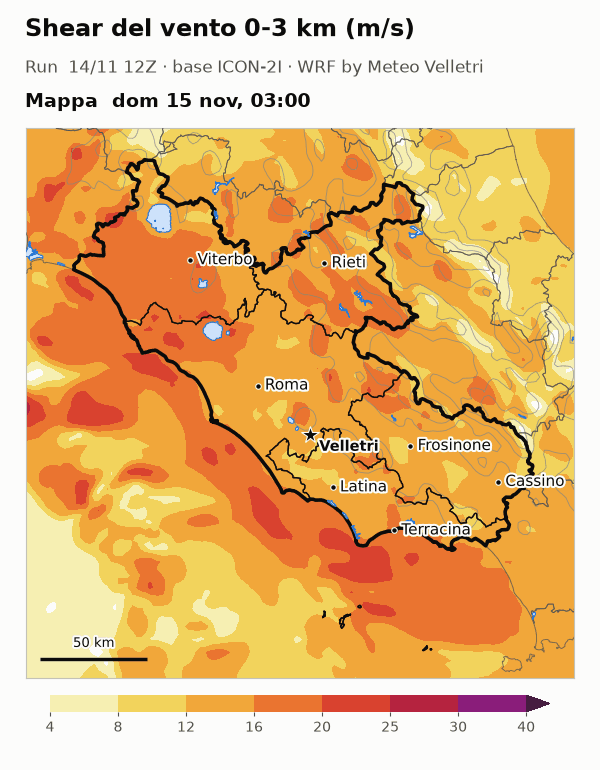 Shear del vento 0-3 km (m/s)
Run  14/11 12Z · base ICON-2I · WRF by Meteo Velletri
Mappa  dom 15 nov, 03:00
Viterbo
Rieti
Roma
Velletri
Frosinone
Cassino
Latina
Terracina
50 km
4 8 12 16 20 25 30 40